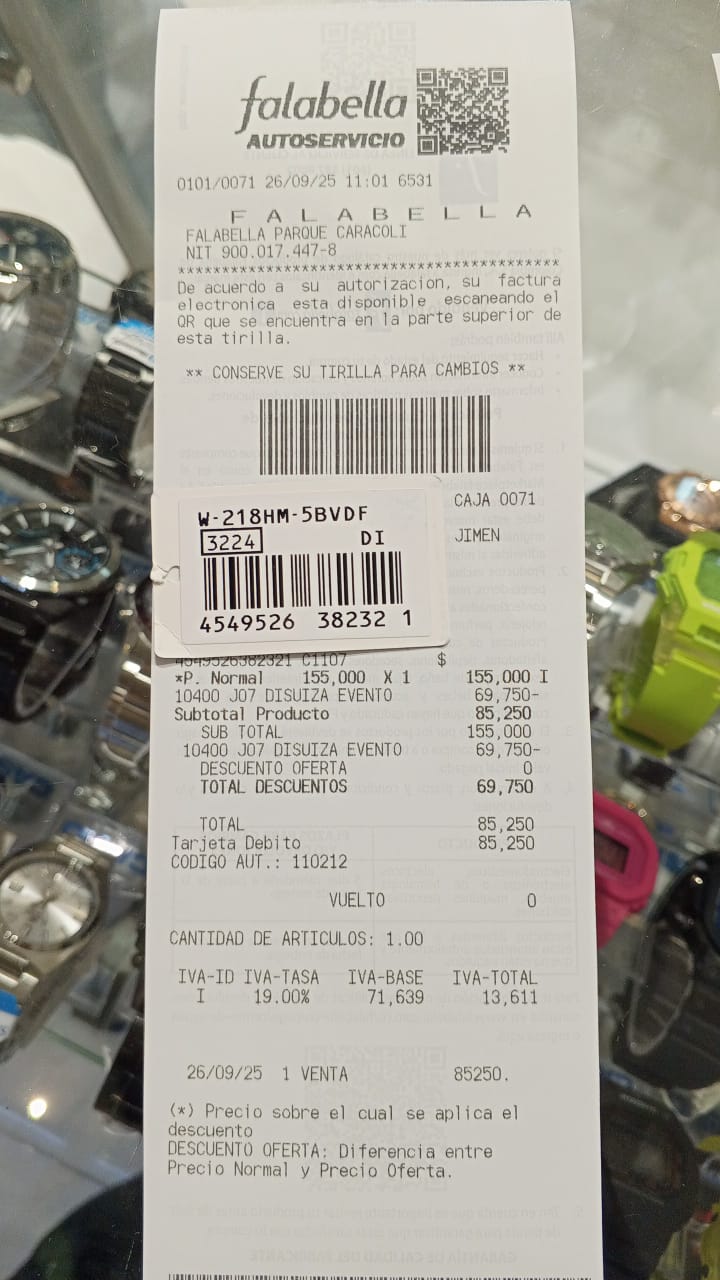 falabella
AUTOSERVICIO
0101/0071 26/09/25 11:01 6531
F A L A B E L L A
FALABELLA PARQUE CARACOLI
NIT 900.017.447-8
******************************************
De acuerdo a su autorizacion, su factura
electronica esta disponible escaneando el
QR que se encuentra en la parte superior de
esta tirilla.
** CONSERVE SU TIRILLA PARA CAMBIOS **
CAJA 0071
JIMEN
W-218HM-5BVDF
3224 DI
4549526 38232 1
4549526382321 C1107 $
*P. Normal 155,000 X 1 155,000 I
10400 J07 DISUIZA EVENTO 69,750-
Subtotal Producto 85,250
SUB TOTAL 155,000
10400 J07 DISUIZA EVENTO 69,750-
DESCUENTO OFERTA 0
TOTAL DESCUENTOS 69,750
TOTAL 85,250
Tarjeta Debito 85,250
CODIGO AUT.: 110212
VUELTO 0
CANTIDAD DE ARTICULOS: 1.00
IVA-ID IVA-TASA IVA-BASE IVA-TOTAL
I 19.00% 71,639 13,611
26/09/25 1 VENTA 85250.
(*) Precio sobre el cual se aplica el
descuento
DESCUENTO OFERTA: Diferencia entre
Precio Normal y Precio Oferta.